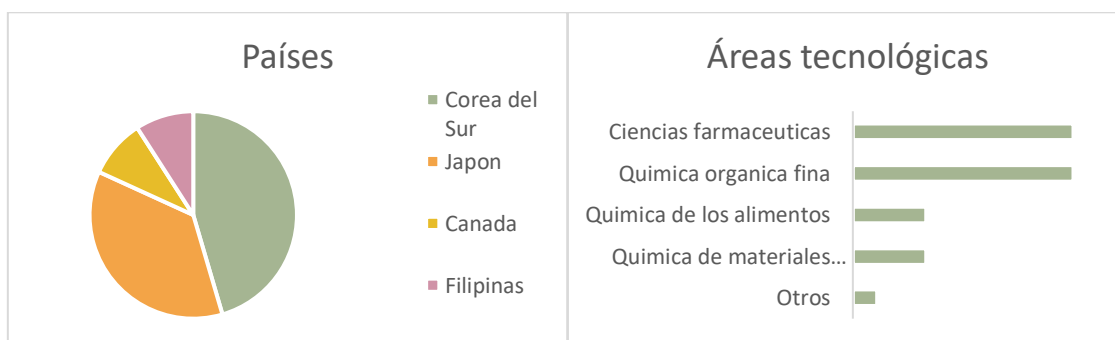 Países
Corea del
Sur
Japon
Canada
Filipinas
Áreas tecnológicas
Ciencias farmaceuticas
Quimica organica fina
Quimica de los alimentos
Quimica de materiales...
Otros